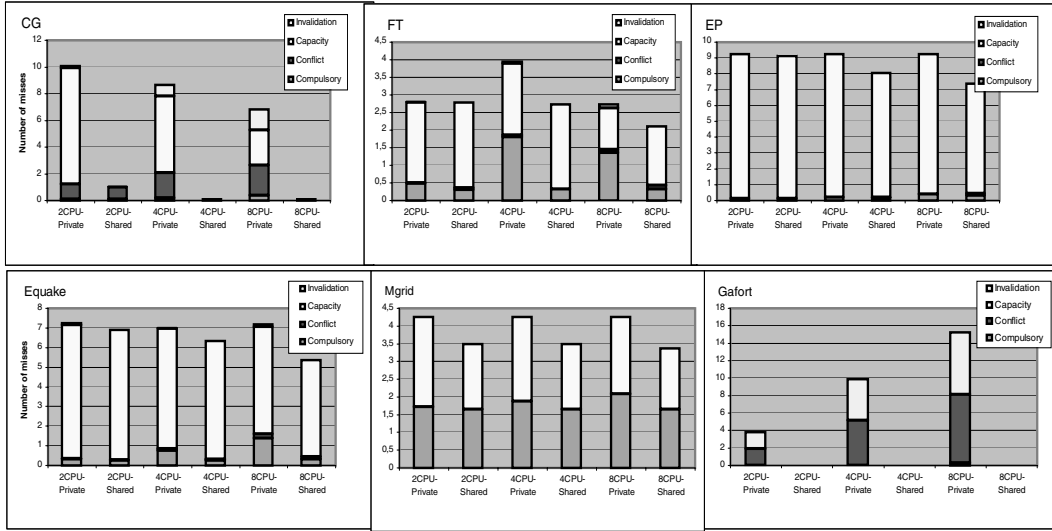 CG
Invalidation
Capacity
Conflict
Compulsory
Number of misses
12
10
8
6
4
2
0
2CPU-Private
2CPU-Shared
4CPU-Private
4CPU-Shared
8CPU-Private
8CPU-Shared
FT
Invalidation
Capacity
Conflict
Compulsory
4,5
4
3,5
3
2,5
2
1,5
1
0,5
0
2CPU-Private
2CPU-Shared
4CPU-Private
4CPU-Shared
8CPU-Private
8CPU-Shared
EP
Invalidation
Capacity
Conflict
Compulsory
10
9
8
7
6
5
4
3
2
1
0
2CPU-Private
2CPU-Shared
4CPU-Private
4CPU-Shared
8CPU-Private
8CPU-Shared
Equake
Invalidation
Capacity
Conflict
Compulsory
Number of misses
8
7
6
5
4
3
2
1
0
2CPU-Private
2CPU-Shared
4CPU-Private
4CPU-Shared
8CPU-Private
8CPU-Shared
Mgrid
Invalidation
Capacity
Conflict
Compulsory
4,5
4
3,5
3
2,5
2
1,5
1
0,5
0
2CPU-Private
2CPU-Shared
4CPU-Private
4CPU-Shared
8CPU-Private
8CPU-Shared
Gafort
Invalidation
Capacity
Conflict
Compulsory
18
16
14
12
10
8
6
4
2
0
2CPU-Private
2CPU-Shared
4CPU-Private
4CPU-Shared
8CPU-Private
8CPU-Shared